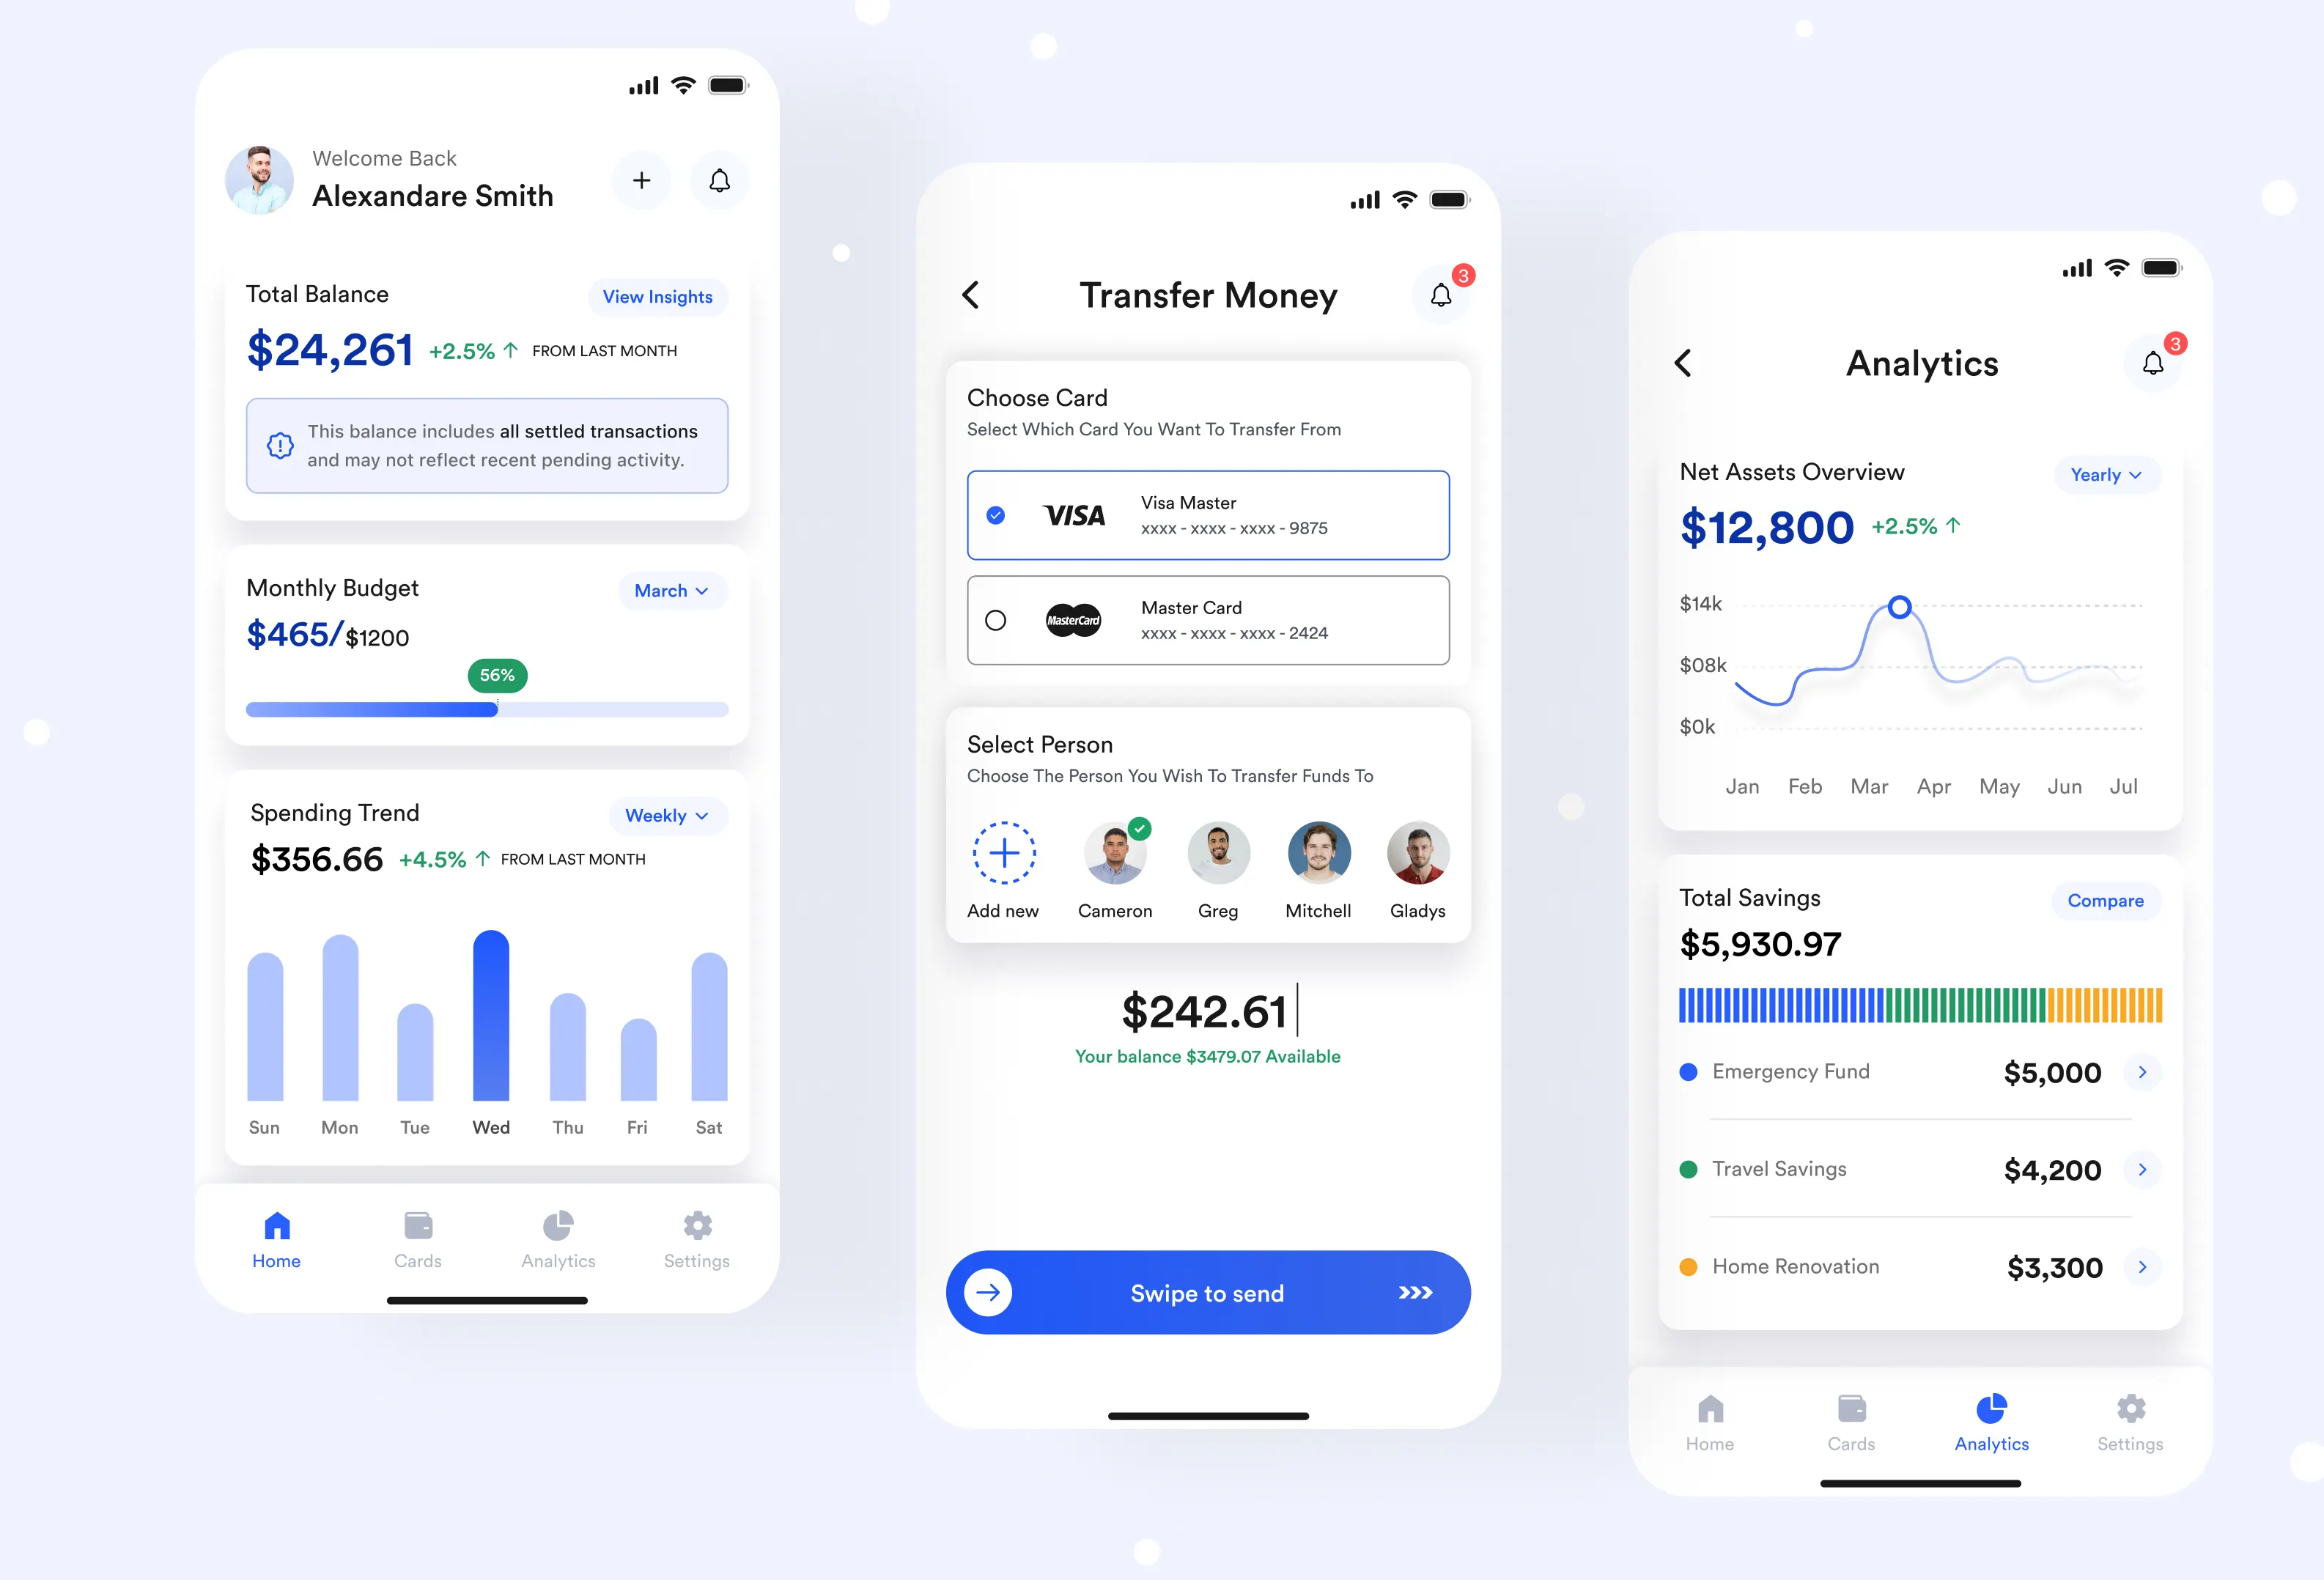 Welcome Back
Alexandare Smith
Total Balance
View Insights
$24,261 +2.5% ↑ FROM LAST MONTH
This balance includes all settled transactions
and may not reflect recent pending activity.
Monthly Budget
March
$465/$1200
56%
Spending Trend
Weekly
$356.66 +4.5% ↑ FROM LAST MONTH
Sun Mon Tue Wed Thu Fri Sat
Home Cards Analytics Settings
Transfer Money
3
Choose Card
Select Which Card You Want To Transfer From
VISA
Visa Master
xxxx - xxxx - xxxx - 9875
MasterCard
Master Card
xxxx - xxxx - xxxx - 2424
Select Person
Choose The Person You Wish To Transfer Funds To
Add new Cameron Greg Mitchell Gladys
$242.61
Your balance $3479.07 Available
Swipe to send
Analytics
3
Net Assets Overview
Yearly
$12,800 +2.5% ↑
$14k
$08k
$0k
Jan Feb Mar Apr May Jun Jul
Total Savings
Compare
$5,930.97
Emergency Fund $5,000
Travel Savings $4,200
Home Renovation $3,300
Home Cards Analytics Settings